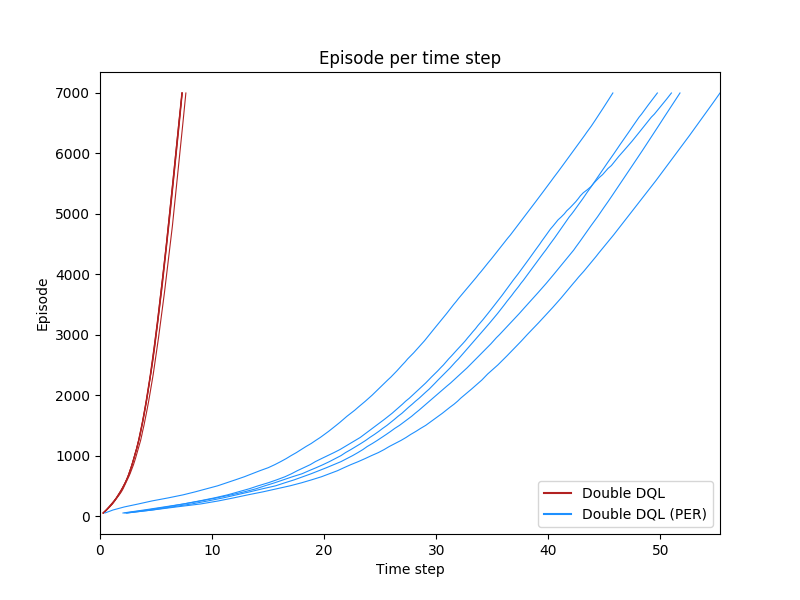 Episode per time step
7000
6000
5000
4000
3000
2000
1000
0
Episode
0 10 20 30 40 50
Time step
Double DQL
Double DQL (PER)